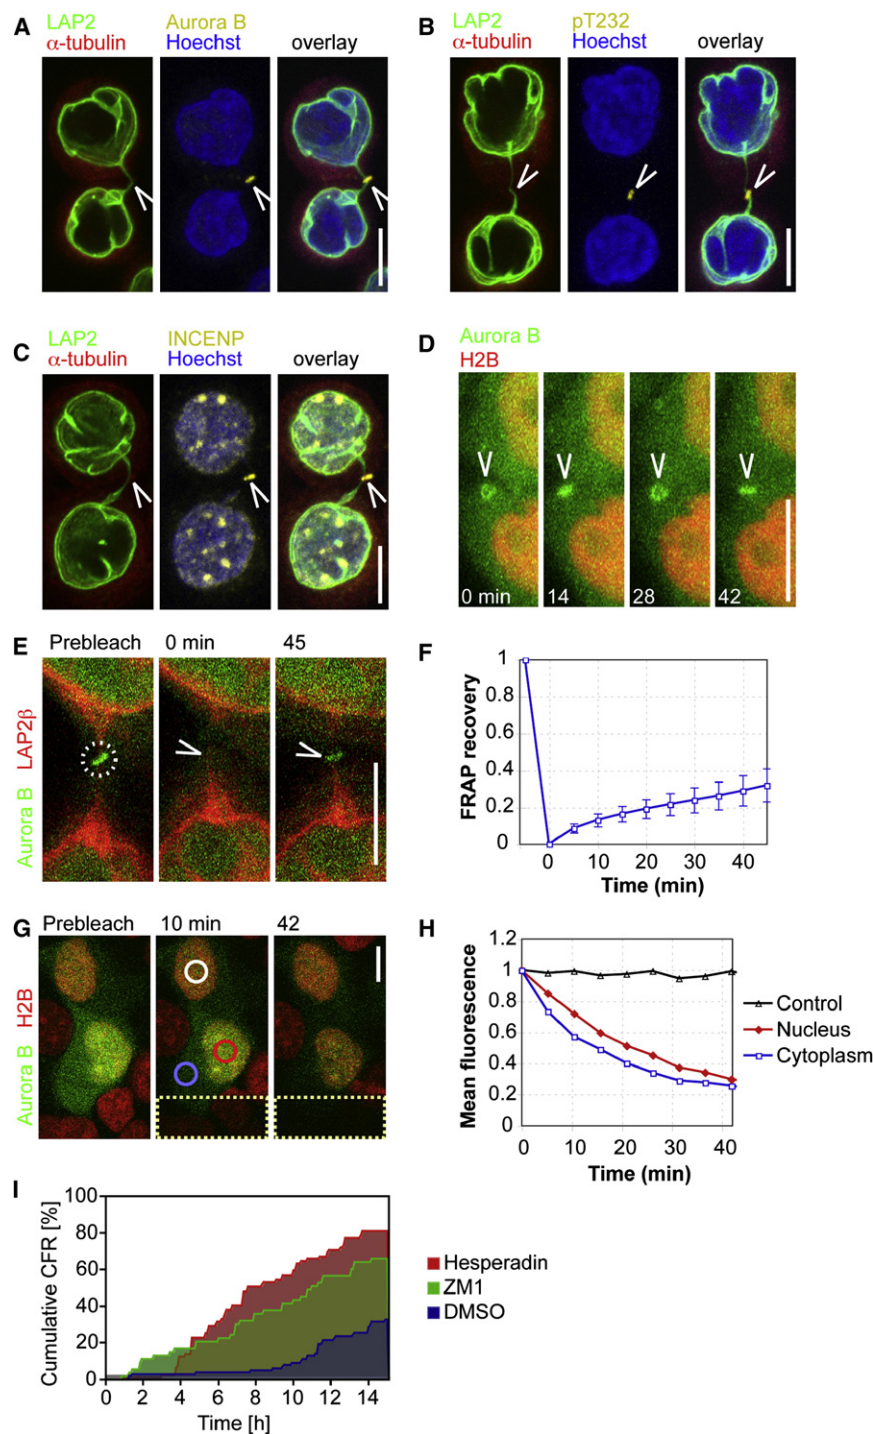 A
LAP2 Aurora B
α-tubulin Hoechst overlay
B
LAP2 pT232
α-tubulin Hoechst overlay
C
LAP2 INCENP
α-tubulin Hoechst overlay
D
Aurora B
H2B
0 min 14 28 42
E
Prebleach 0 min 45
Aurora B LAP2β
F
FRAP recovery
1
0.8
0.6
0.4
0.2
0
0 10 20 30 40
Time (min)
G
Prebleach 10 min 42
Aurora B H2B
H
Mean fluorescence
1.2
1
0.8
0.6
0.4
0.2
0
0 10 20 30 40
Time (min)
Control
Nucleus
Cytoplasm
I
Cumulative CFR [%]
100
80
60
40
20
0
0 2 4 6 8 10 12 14
Time [h]
Hesperadin
ZM1
DMSO